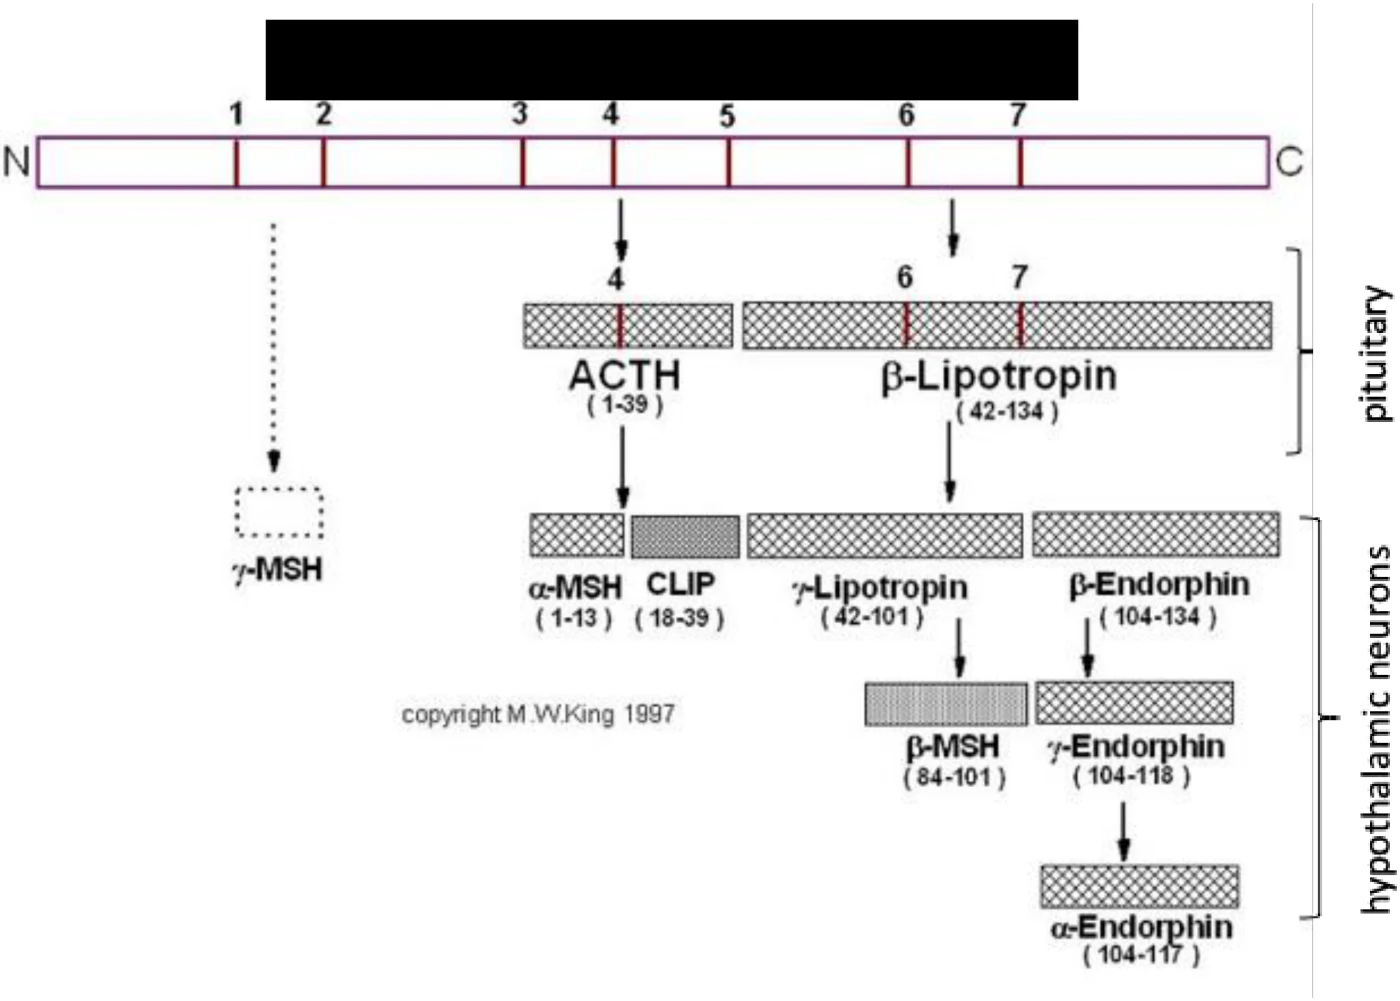 1 2 3 4 5 6 7
N C
4 6 7
ACTH β-Lipotropin
( 1-39 ) ( 42-134 )
pituitary
γ-MSH
α-MSH CLIP γ-Lipotropin β-Endorphin
( 1-13 ) ( 18-39 ) ( 42-101 ) ( 104-134 )
copyright M.W.King 1997
β-MSH γ-Endorphin
( 84-101 ) ( 104-118 )
α-Endorphin
( 104-117 )
hypothalamic neurons